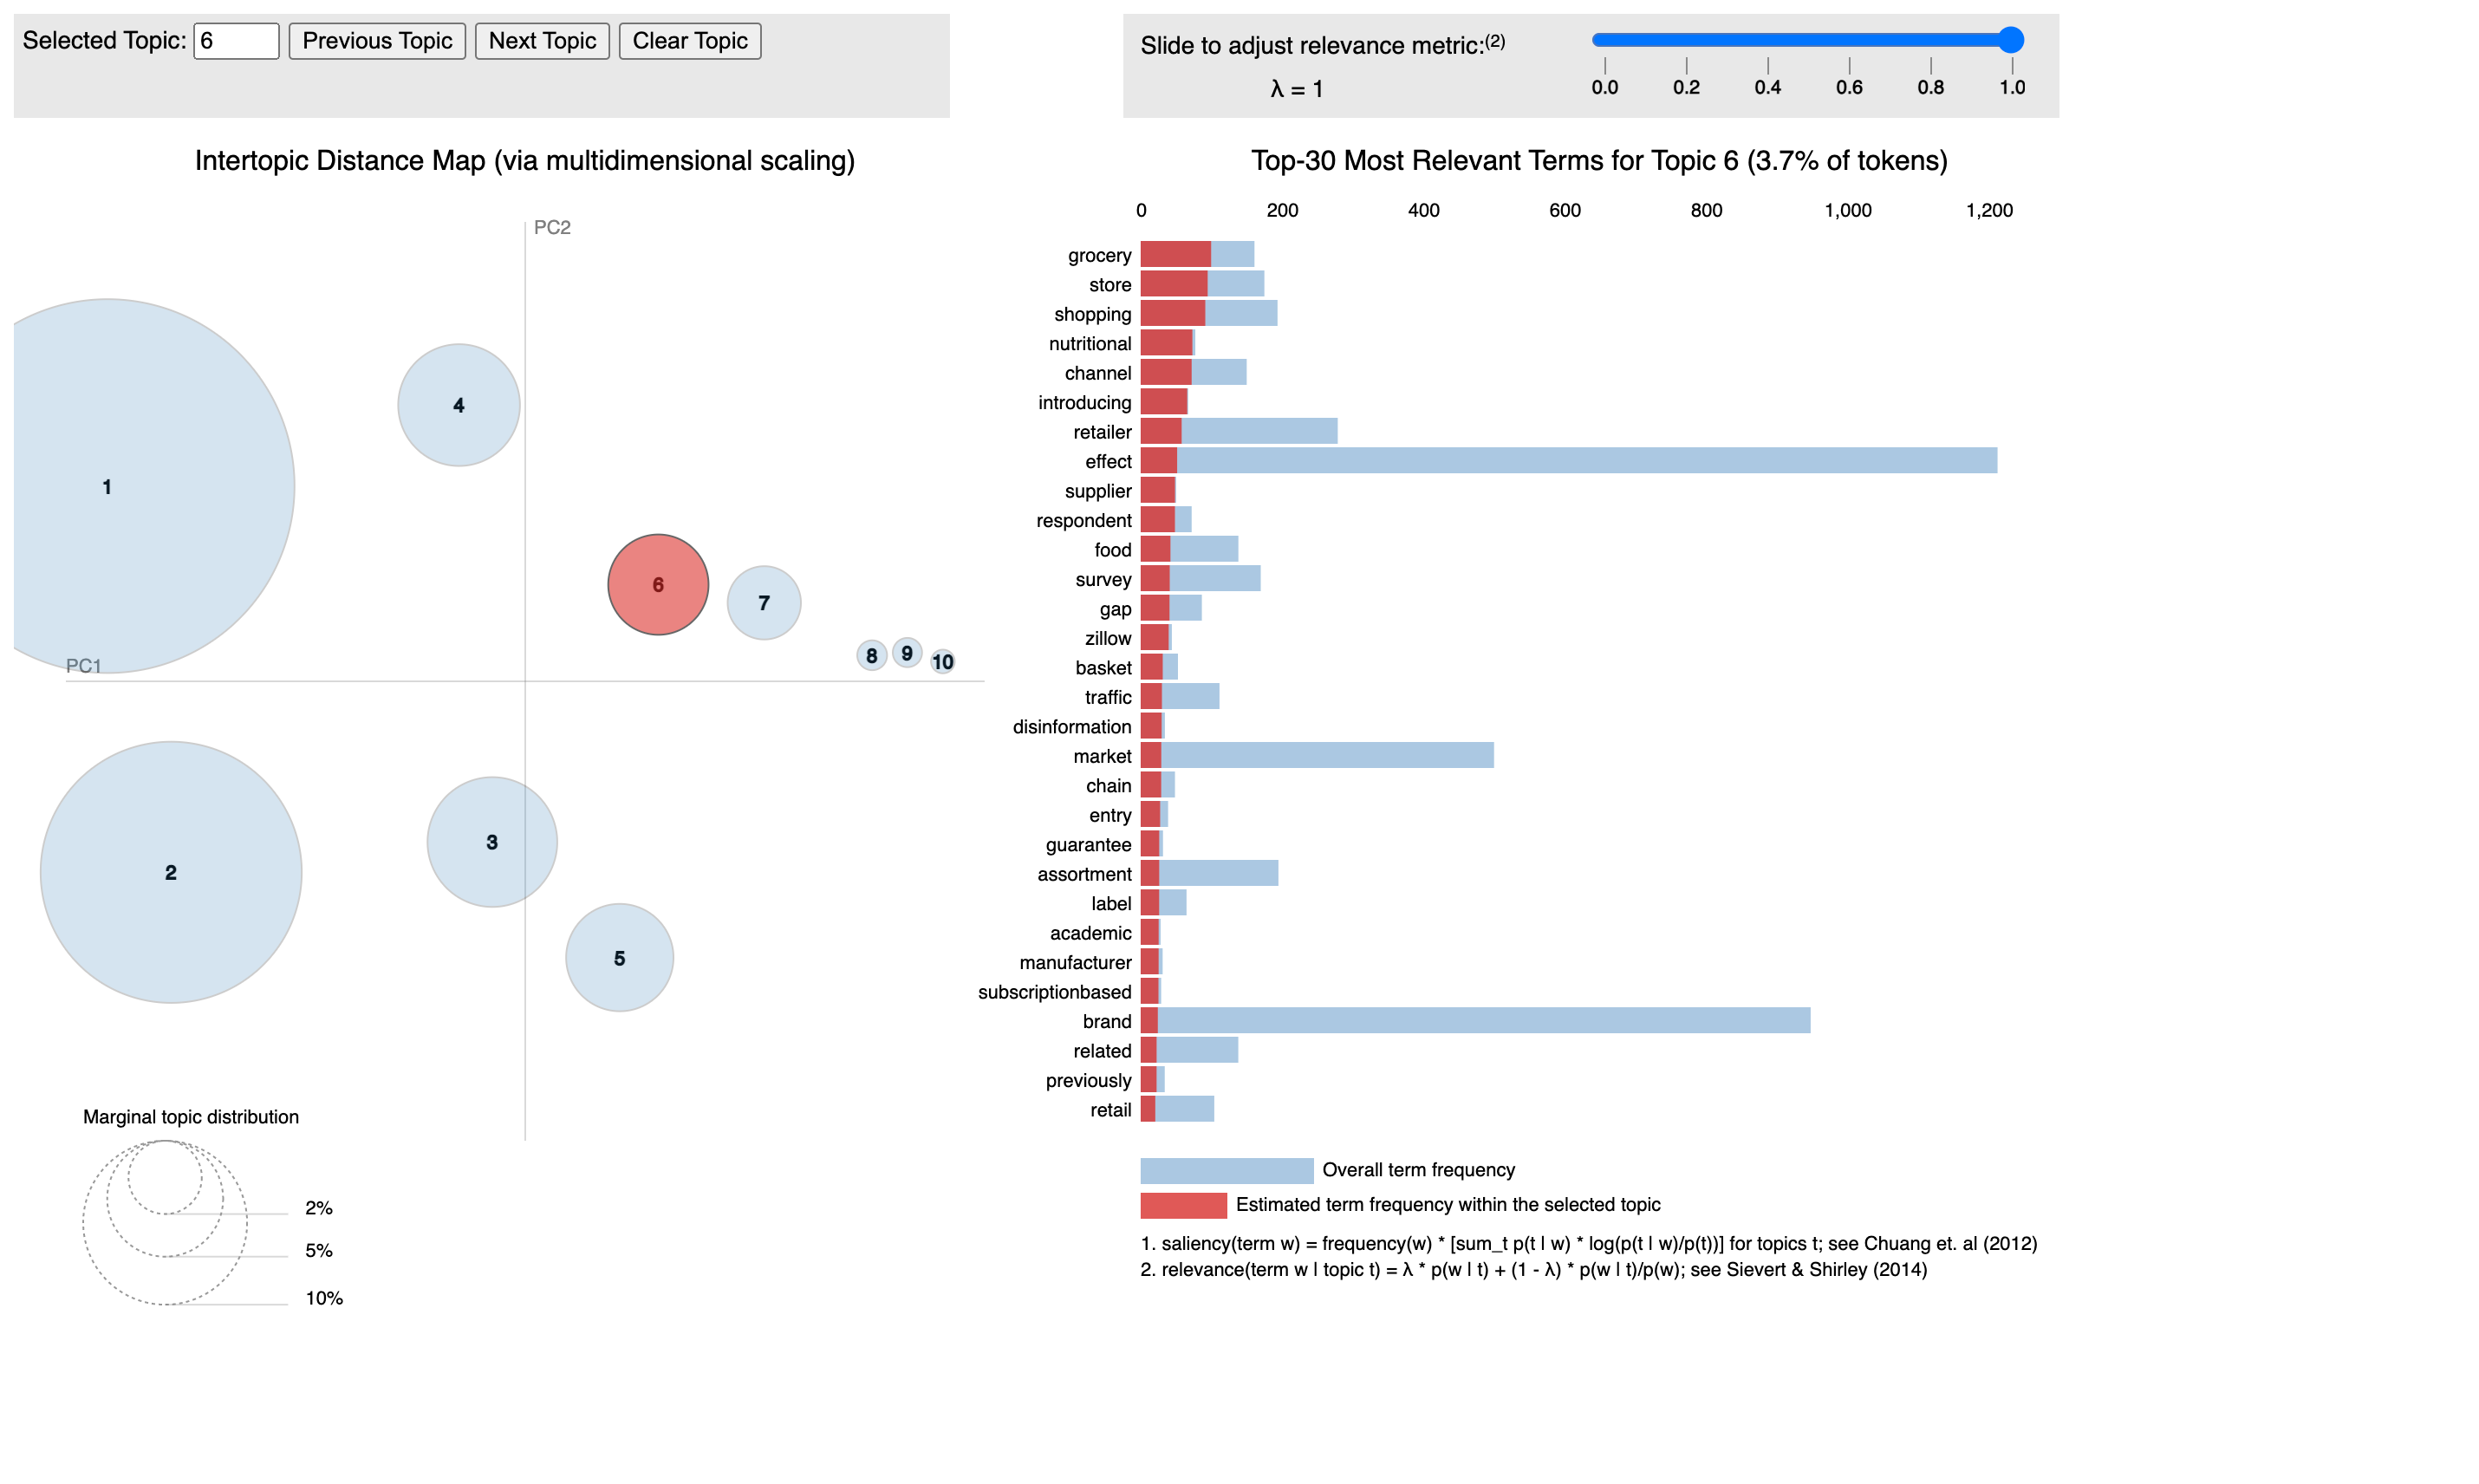 Selected Topic: 6 Previous Topic Next Topic Clear Topic
Slide to adjust relevance metric:(2)
λ = 1
0.0 0.2 0.4 0.6 0.8 1.0
Intertopic Distance Map (via multidimensional scaling)
PC2
1
4
6
7
8
9
10
PC1
2
3
5
Marginal topic distribution
2%
5%
10%
Top-30 Most Relevant Terms for Topic 6 (3.7% of tokens)
0 200 400 600 800 1,000 1,200
grocery
store
shopping
nutritional
channel
introducing
retailer
effect
supplier
respondent
food
survey
gap
zillow
basket
traffic
disinformation
market
chain
entry
guarantee
assortment
label
academic
manufacturer
subscriptionbased
brand
related
previously
retail
Overall term frequency
Estimated term frequency within the selected topic
1. saliency(term w) = frequency(w) * [sum_t p(t | w) * log(p(t | w)/p(t))] for topics t; see Chuang et. al (2012)
2. relevance(term w | topic t) = λ * p(w | t) + (1 - λ) * p(w | t)/p(w); see Sievert & Shirley (2014)